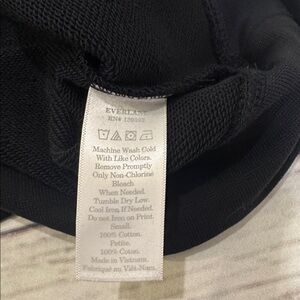 EVERLANE
Machine Wash Cold
With Like Colors.
Remove Promptly
Only Non-Chlorine
Bleach
When Needed.
Tumble Dry Low.
Cool Iron, If Needed.
Do not Iron on Print.
Small.
100% Cotton.
Petite.
100% Coton.
Made in Vietnam.
Fabriqué au Viêt-Nam.